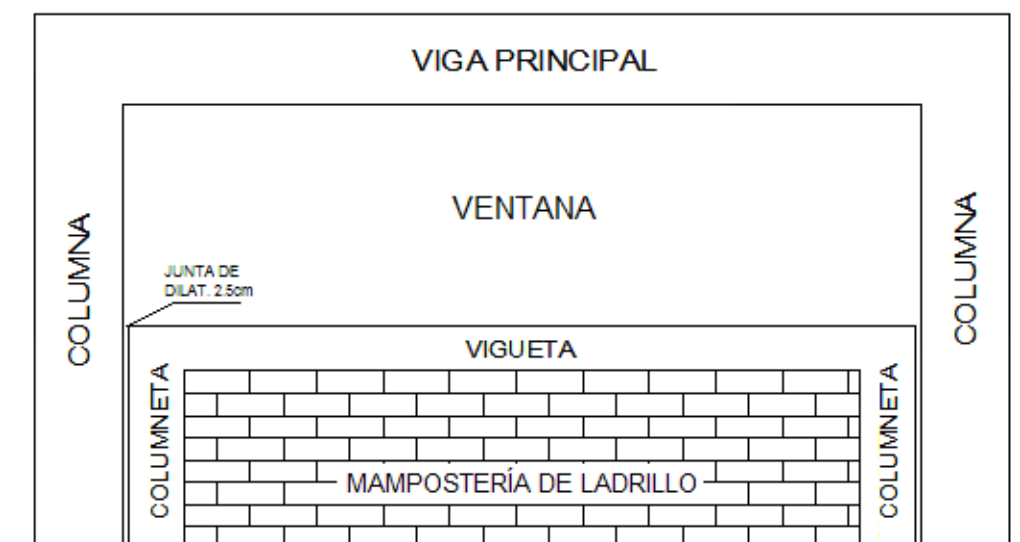 VIGA PRINCIPAL
VENTANA
COLUMNA
COLUMNA
JUNTA DE
DILAT. 2.5cm
VIGUETA
COLUMNETA
COLUMNETA
MAMPOSTERÍA DE LADRILLO